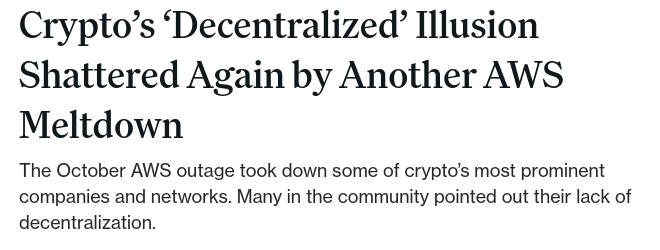 Crypto’s ‘Decentralized’ Illusion
Shattered Again by Another AWS
Meltdown
The October AWS outage took down some of crypto’s most prominent
companies and networks. Many in the community pointed out their lack of
decentralization.